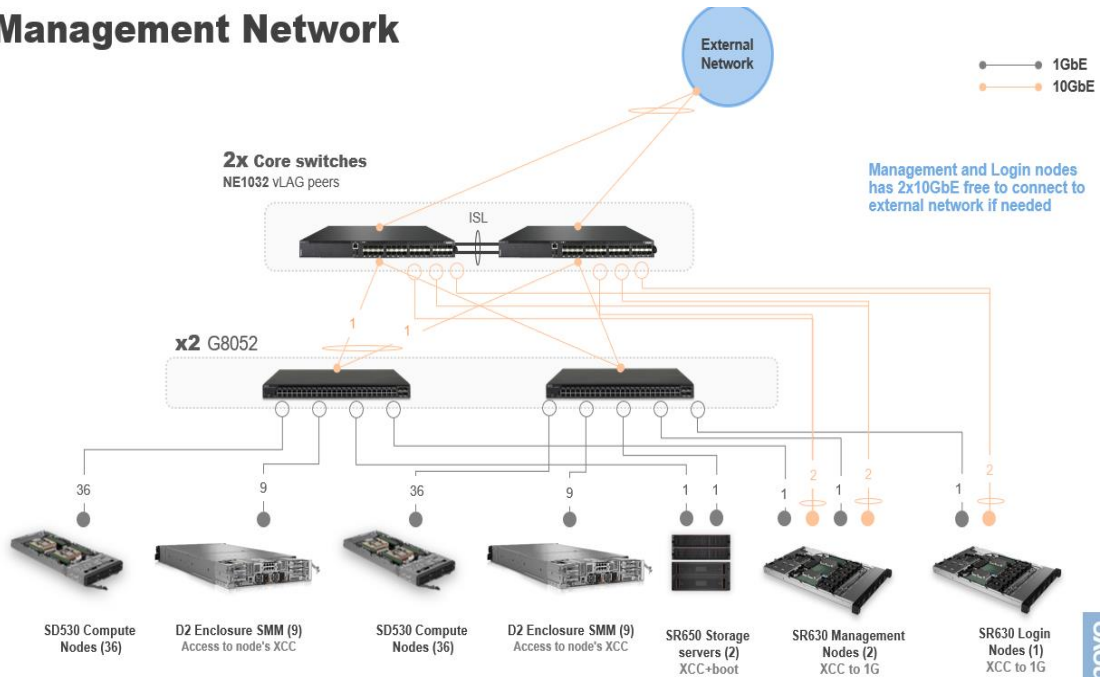 Management Network
External
Network
1GbE
10GbE
2x Core switches
NE1032 vLAG peers
Management and Login nodes
has 2x10GbE free to connect to
external network if needed
ISL
1
1
x2 G8052
36
9
36
9
1
1
1
2
1
2
1
2
SD530 Compute
Nodes (36)
D2 Enclosure SMM (9)
Access to node's XCC
SD530 Compute
Nodes (36)
D2 Enclosure SMM (9)
Access to node's XCC
SR650 Storage
servers (2)
XCC+boot
SR630 Management
Nodes (2)
XCC to 1G
SR630 Login
Nodes (1)
XCC to 1G